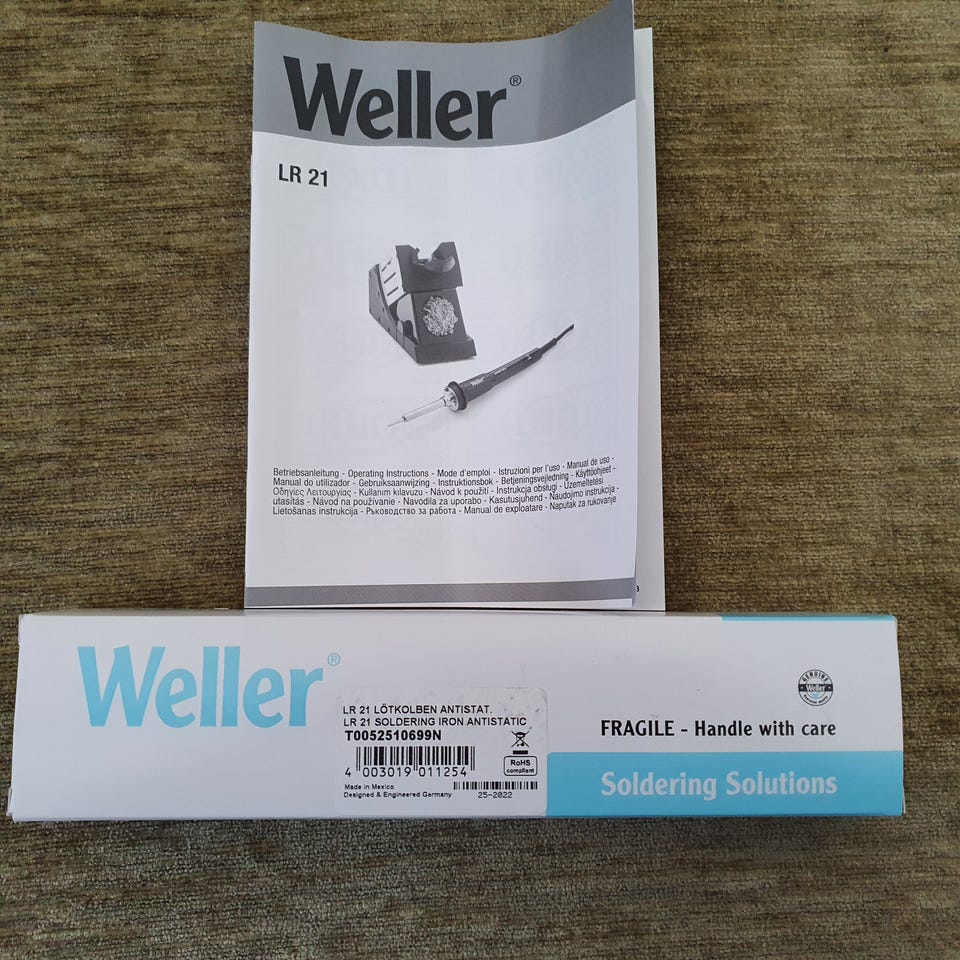 Weller®
LR 21
Weller
Betriebsanleitung - Operating Instructions - Mode d'emploi - Istruzioni per l'uso - Manual de uso -
Manual do utilizador - Gebruiksaanwijzing - Instruktionsbok - Betjeningsvejledning - Käyttöohjeet -
Οδηγίες Λειτουργίας - Kullanım kılavuzu - Návod k použití - Instrukcja obsługi - Üzemeltetési
utasítás - Návod na používanie - Navodila za uporabo - Kasutusjuhend - Naudojimo instrukcija -
Lietošanas instrukcija - Ръководство за работа - Manual de exploatare - Naputak za rukovanje
Weller®
LR 21 LÖTKOLBEN ANTISTAT.
LR 21 SOLDERING IRON ANTISTATIC
T0052510699N
4 003019 011254
RoHS
compliant
Made in Mexico
Designed & Engineered Germany
25-2022
GENUINE
Weller
FRAGILE - Handle with care
Soldering Solutions